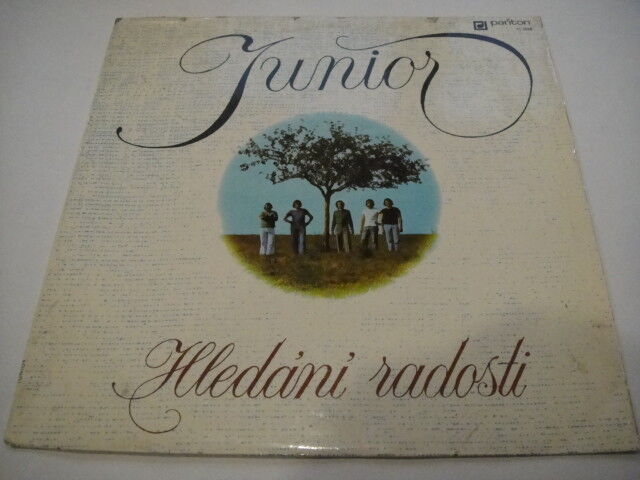 panton
Junior
Hledání radosti